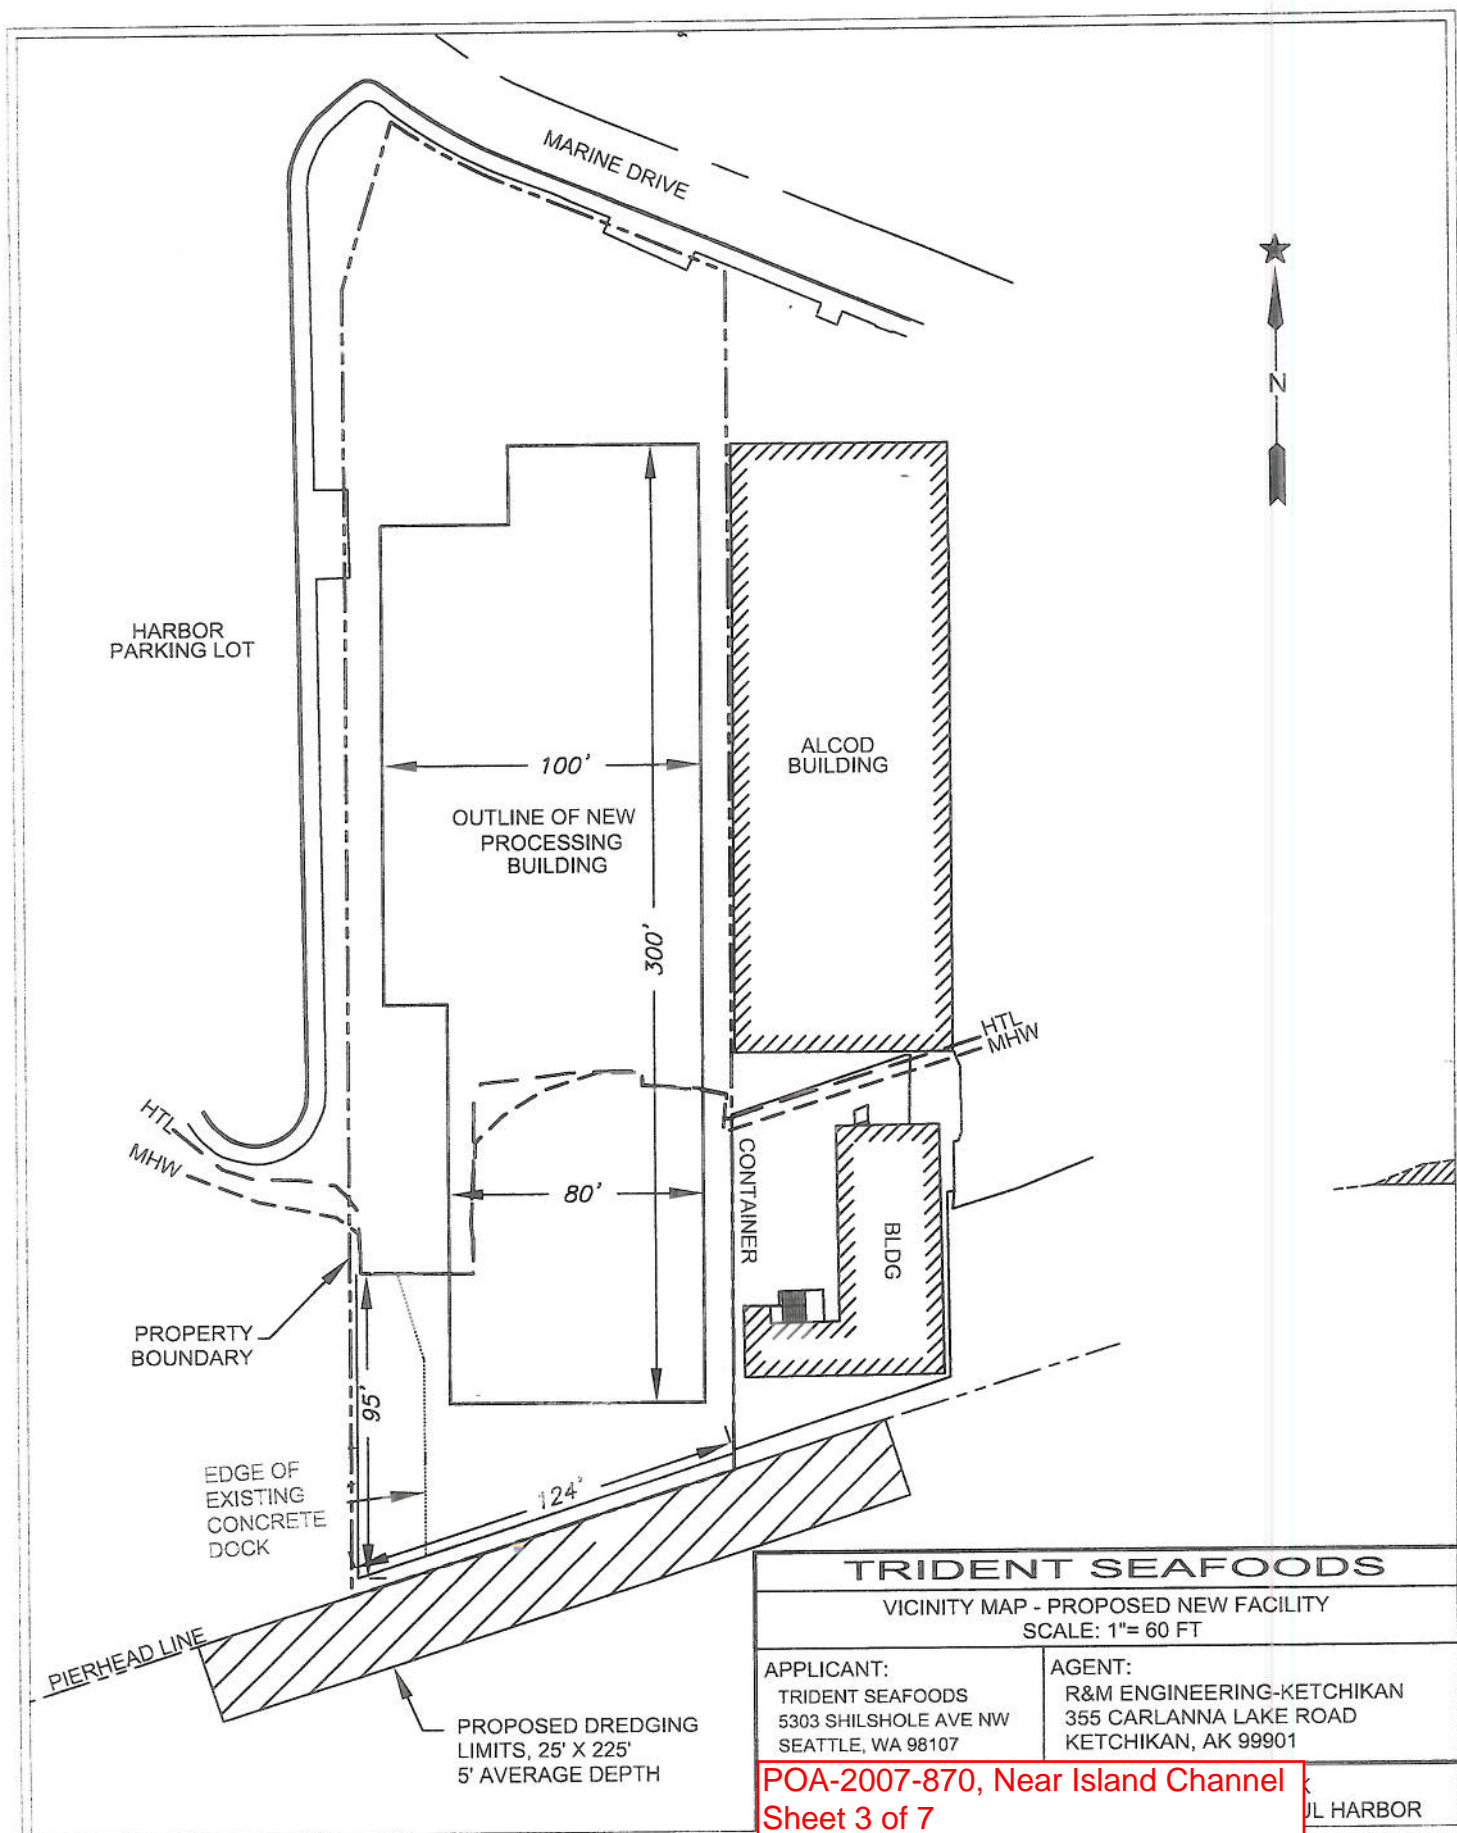 MARINE DRIVE
N
HARBOR
PARKING LOT
100'
OUTLINE OF NEW
PROCESSING
BUILDING
300'
ALCOD
BUILDING
HTL
MHW
HTL
MHW
CONTAINER
80'
BLDG
PROPERTY
BOUNDARY
95'
EDGE OF
EXISTING
CONCRETE
DOCK
124'
PIERHEAD LINE
PROPOSED DREDGING
LIMITS, 25' X 225'
5' AVERAGE DEPTH
TRIDENT SEAFOODS
VICINITY MAP - PROPOSED NEW FACILITY
SCALE: 1"= 60 FT
APPLICANT:
TRIDENT SEAFOODS
5303 SHILSHOLE AVE NW
SEATTLE, WA 98107
AGENT:
R&M ENGINEERING-KETCHIKAN
355 CARLANNA LAKE ROAD
KETCHIKAN, AK 99901
POA-2007-870, Near Island Channel
Sheet 3 of 7
HARBOR